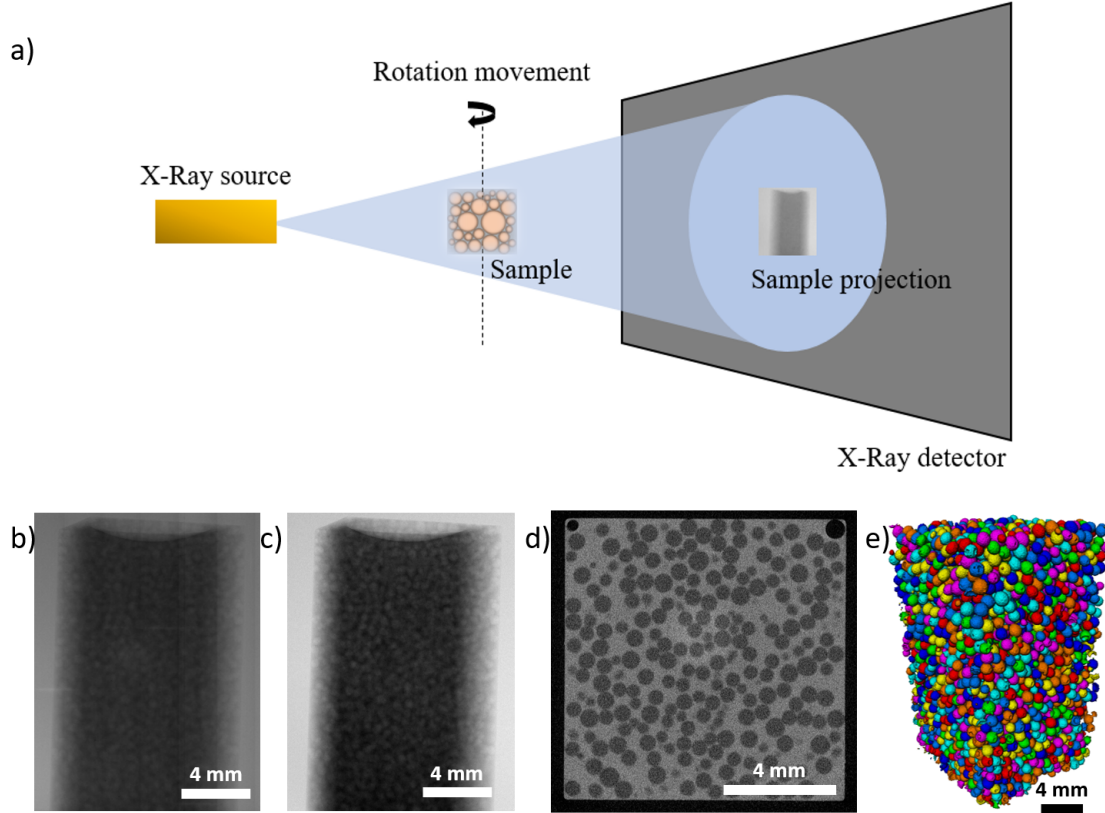 a)
Rotation movement
X-Ray source
Sample
Sample projection
X-Ray detector
b)
4 mm
c)
4 mm
d)
4 mm
e)
4 mm